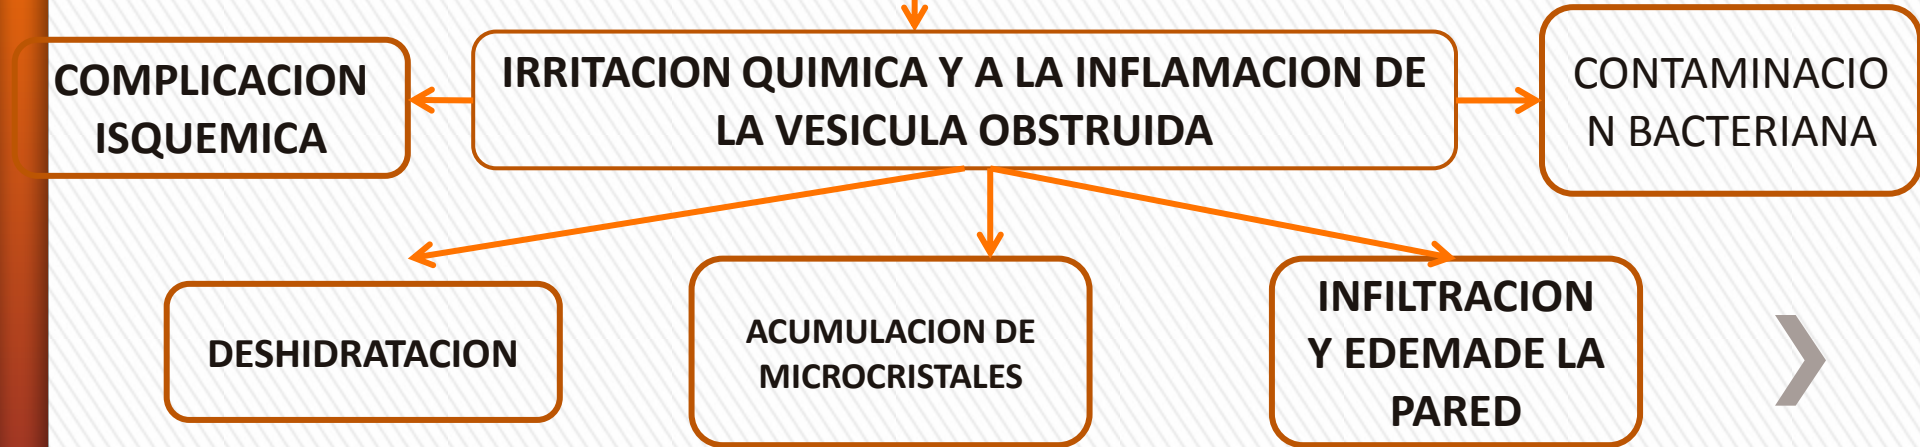 COMPLICACION
ISQUEMICA
IRRITACION QUIMICA Y A LA INFLAMACION DE
LA VESICULA OBSTRUIDA
CONTAMINACIO
N BACTERIANA
DESHIDRATACION
ACUMULACION DE
MICROCRISTALES
INFILTRACION
Y EDEMADE LA
PARED